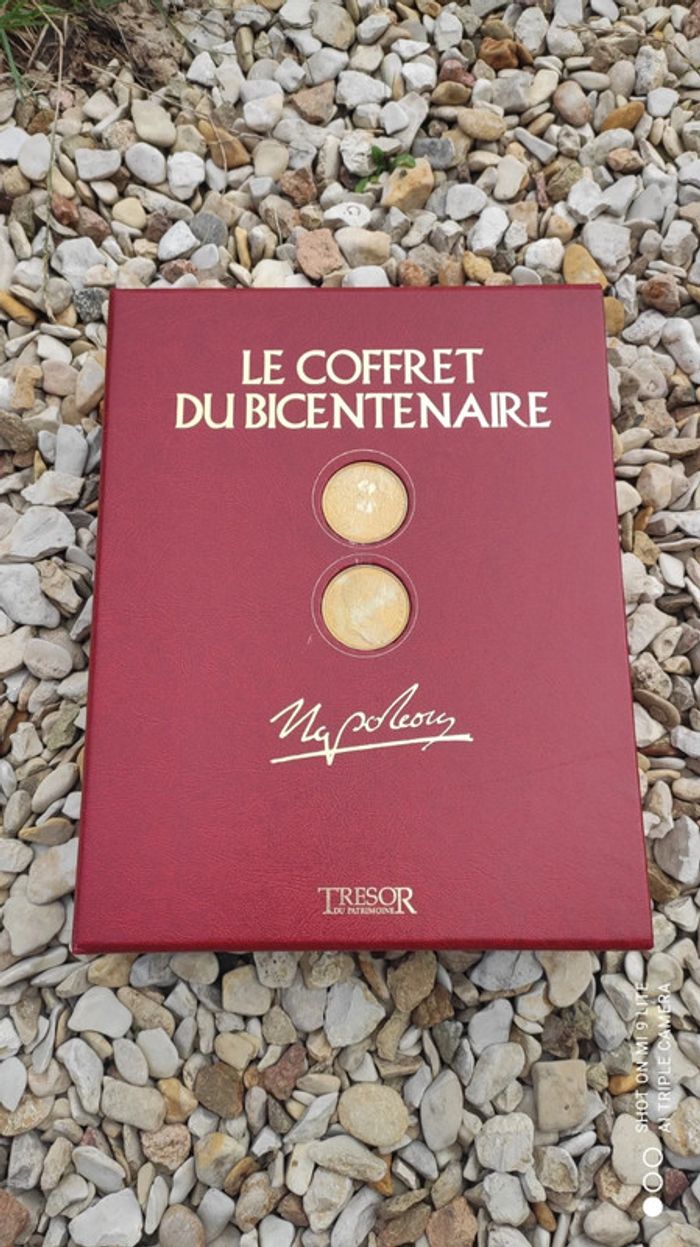 LE COFFRET
DU BICENTENAIRE
Napoleon
TRESOR
DU PATRIMOINE
SHOT ON MI 9 LITE
AI TRIPLE CAMERA